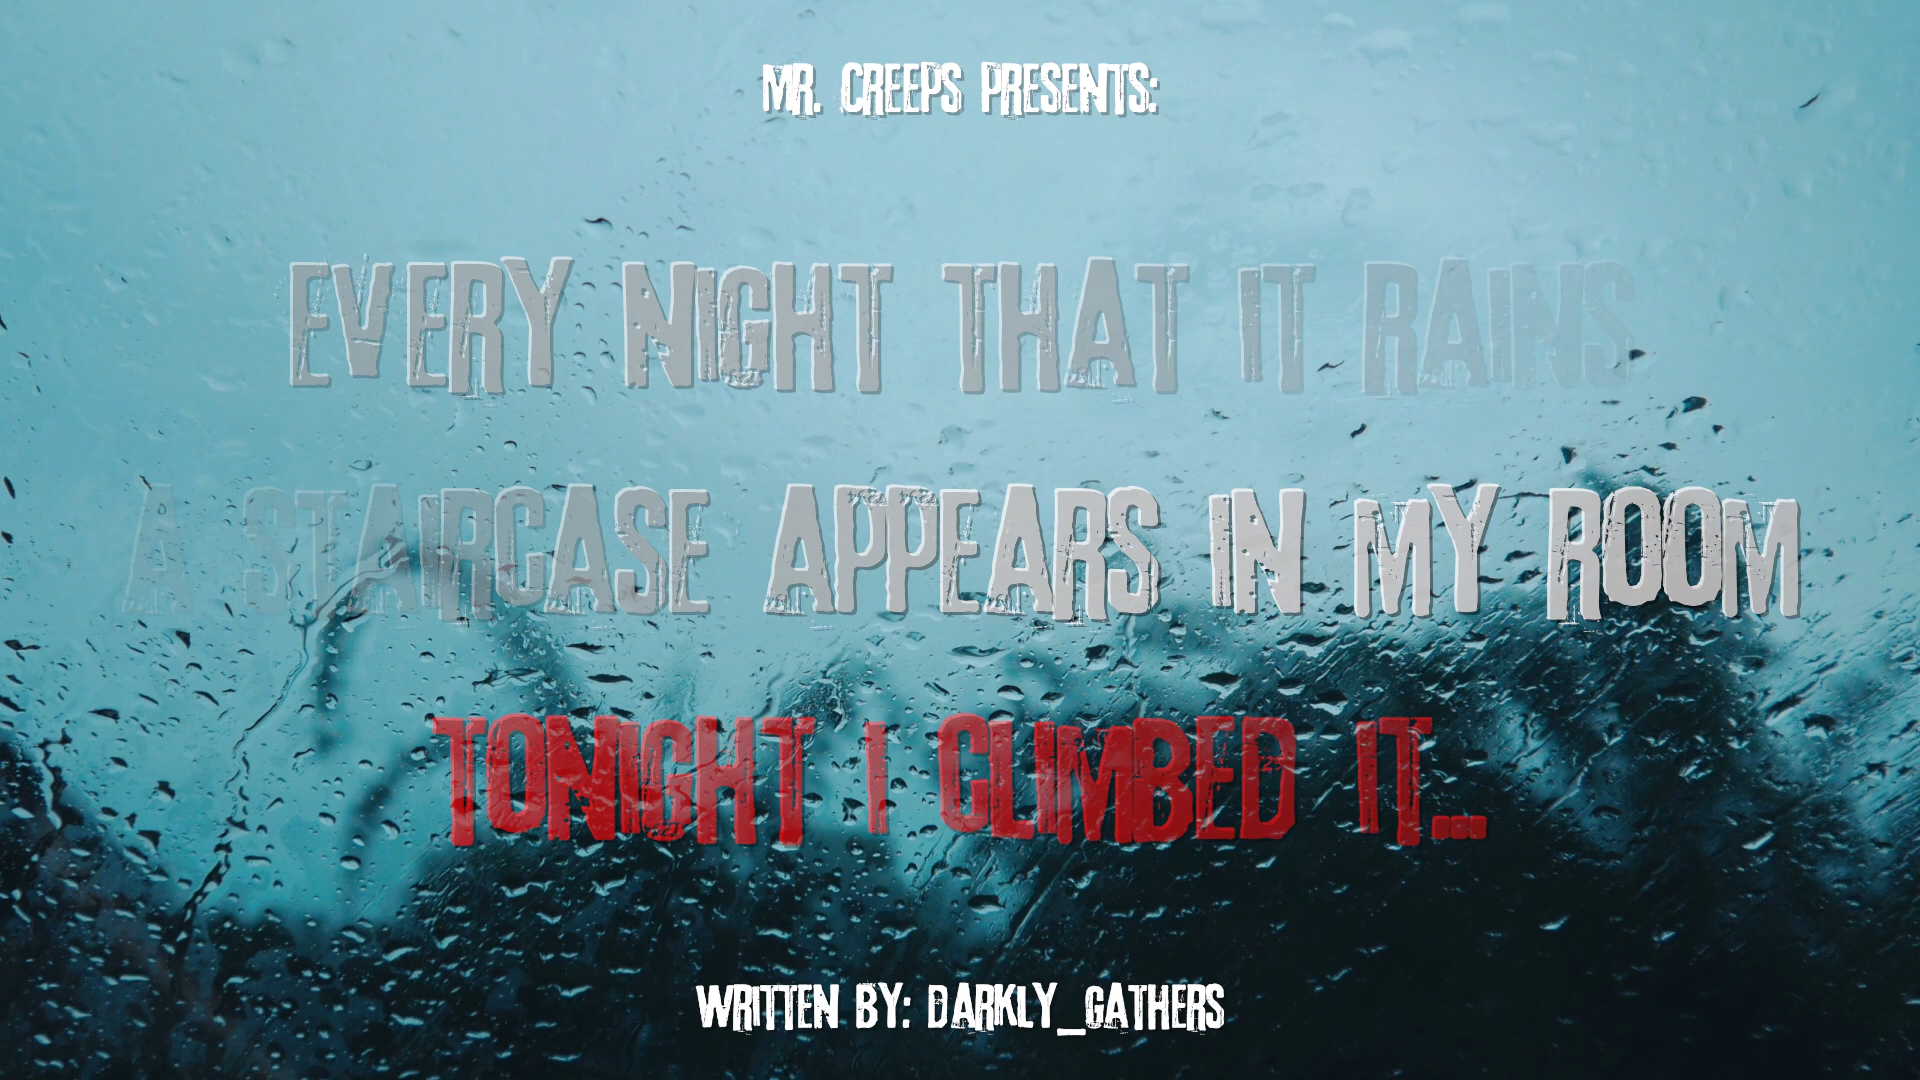 MR. CREEPS PRESENTS:
EVERY NIGHT THAT IT RAINS
A STAIRCASE APPEARS IN MY ROOM
TONIGHT I CLIMBED IT...
WRITTEN BY: DARKLY_GATHERS